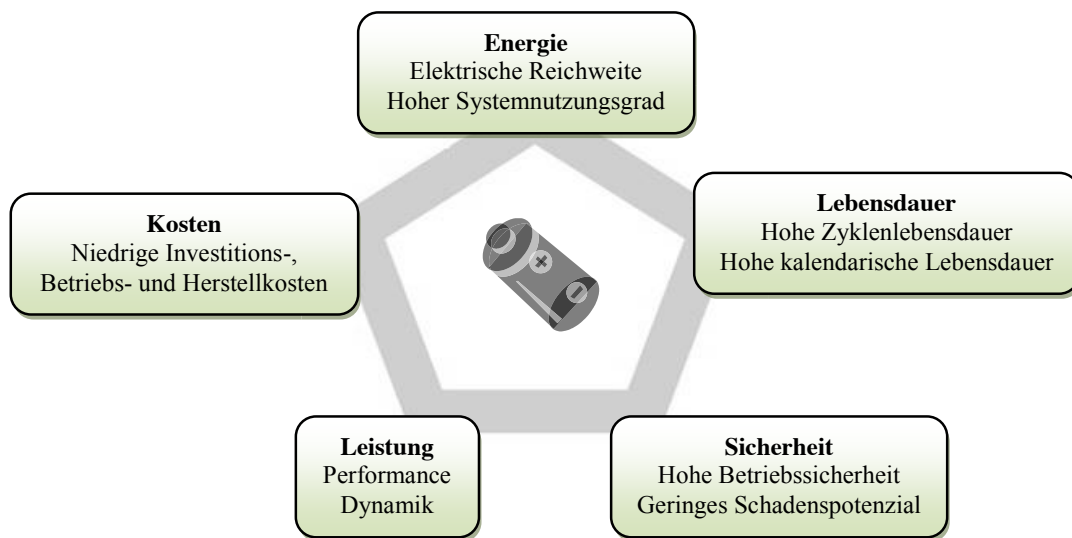 Energie
Elektrische Reichweite
Hoher Systemnutzungsgrad
Kosten
Niedrige Investitions-,
Betriebs- und Herstellkosten
Lebensdauer
Hohe Zyklenlebensdauer
Hohe kalendarische Lebensdauer
Leistung
Performance
Dynamik
Sicherheit
Hohe Betriebssicherheit
Geringes Schadenspotenzial